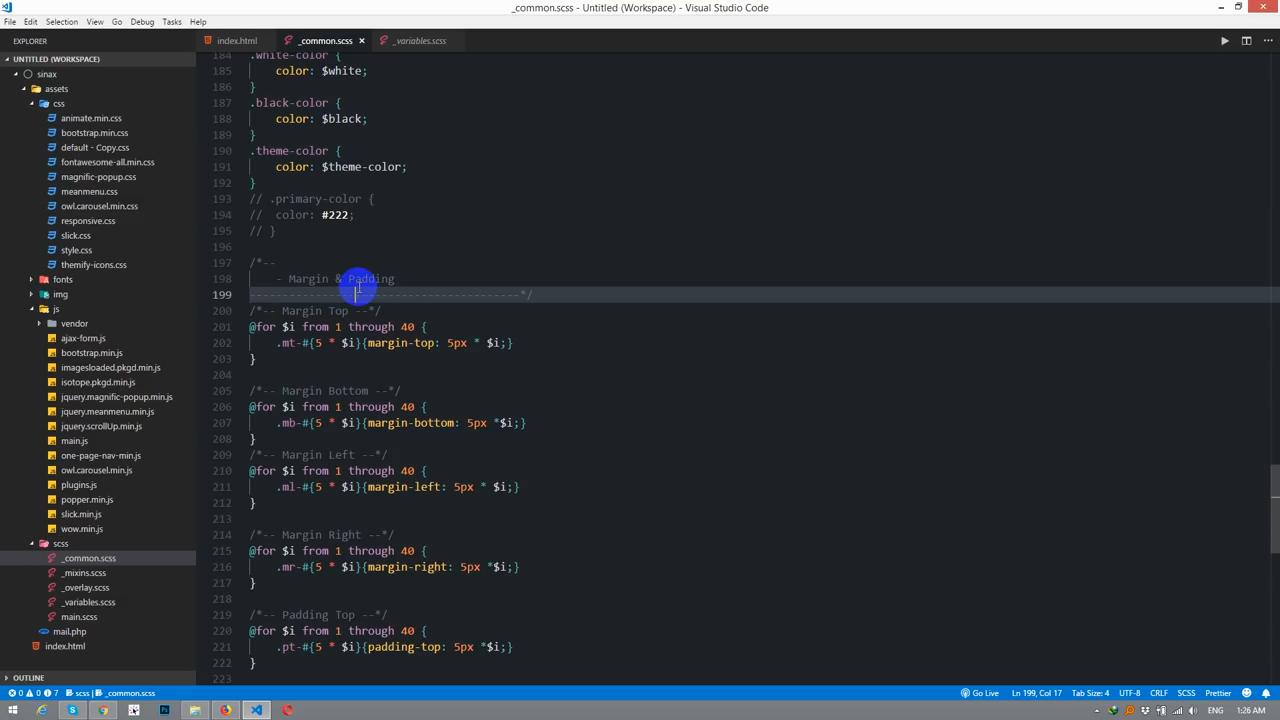 _common.scss - Untitled (Workspace) - Visual Studio Code
File Edit Selection View Go Debug Tasks Help
EXPLORER
index.html
_common.scss ×
_variables.scss
UNTITLED (WORKSPACE)
sinax
assets
css
animate.min.css
bootstrap.min.css
default - Copy.css
fontawesome-all.min.css
magnific-popup.css
meanmenu.css
owl.carousel.min.css
responsive.css
slick.css
style.css
themify-icons.css
fonts
img
js
vendor
ajax-form.js
bootstrap.min.js
imagesloaded.pkgd.min.js
isotope.pkgd.min.js
jquery.magnific-popup.min.js
jquery.meanmenu.min.js
jquery.scrollUp.min.js
main.js
one-page-nav-min.js
owl.carousel.min.js
plugins.js
popper.min.js
slick.min.js
wow.min.js
scss
_common.scss
_mixins.scss
_overlay.scss
_variables.scss
main.scss
mail.php
index.html
OUTLINE
184 .white-color {
185 color: $white;
186 }
187 .black-color {
188 color: $black;
189 }
190 .theme-color {
191 color: $theme-color;
192 }
193 // .primary-color {
194 // color: #222;
195 // }
196
197 /*--
198 - Margin & Padding
199 -----------------------------------------*/
200 /*-- Margin Top --*/
201 @for $i from 1 through 40 {
202 .mt-#{5 * $i}{margin-top: 5px * $i;}
203 }
204
205 /*-- Margin Bottom --*/
206 @for $i from 1 through 40 {
207 .mb-#{5 * $i}{margin-bottom: 5px *$i;}
208 }
209 /*-- Margin Left --*/
210 @for $i from 1 through 40 {
211 .ml-#{5 * $i}{margin-left: 5px * $i;}
212 }
213
214 /*-- Margin Right --*/
215 @for $i from 1 through 40 {
216 .mr-#{5 * $i}{margin-right: 5px *$i;}
217 }
218
219 /*-- Padding Top --*/
220 @for $i from 1 through 40 {
221 .pt-#{5 * $i}{padding-top: 5px *$i;}
222 }
223
0 0 7 scss _common.scss
Go Live Ln 199, Col 17 Tab Size: 4 UTF-8 CRLF SCSS Prettier
ENG 1:26 AM